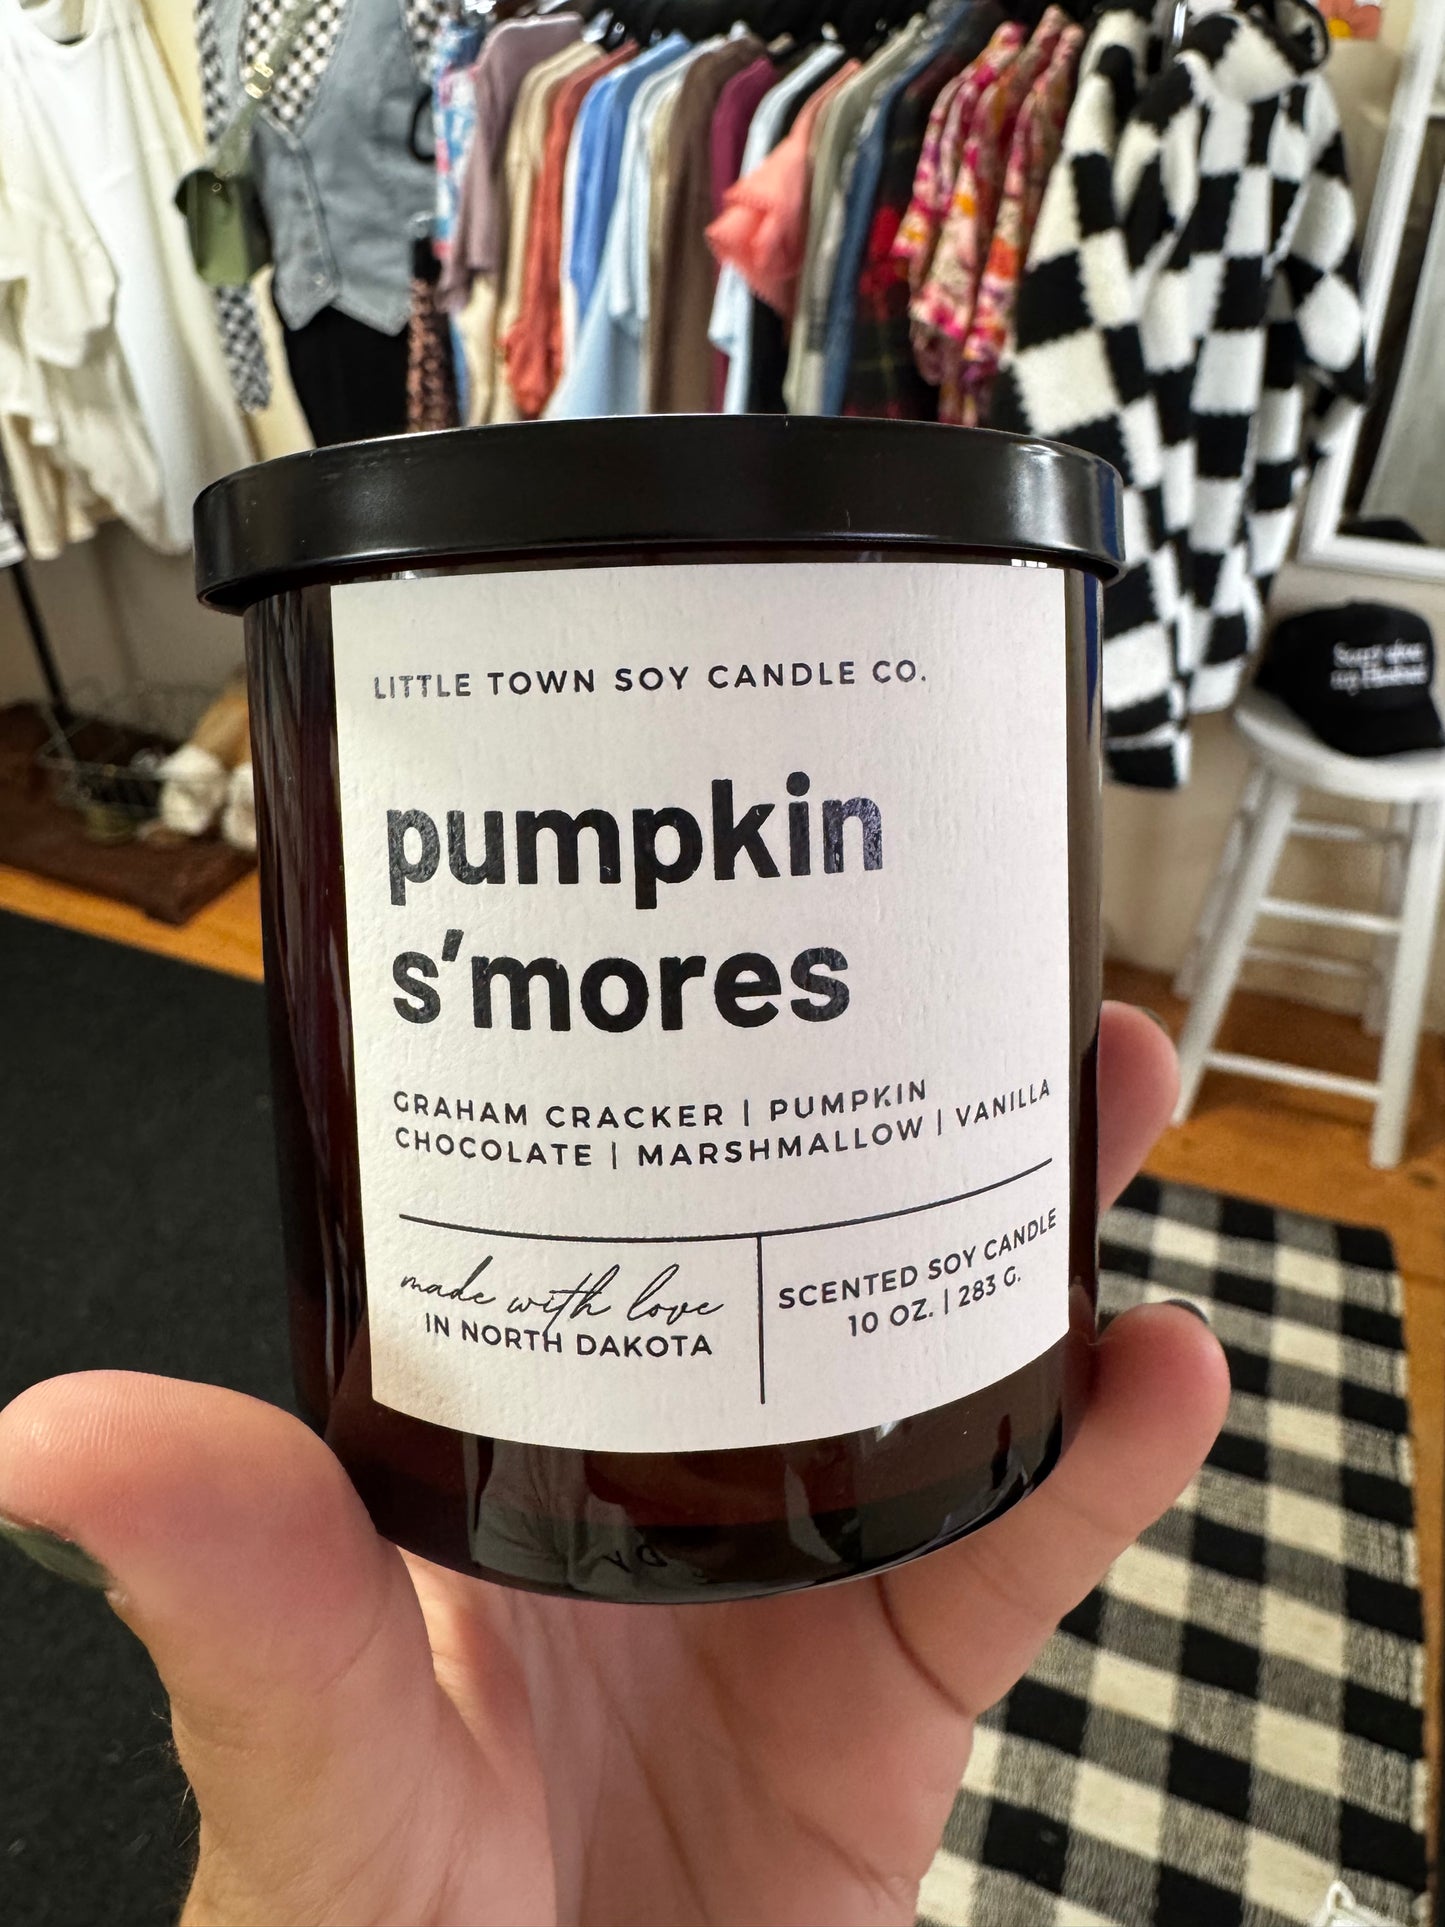 LITTLE TOWN SOY CANDLE CO.
pumpkin
s'mores
GRAHAM CRACKER | PUMPKIN
CHOCOLATE | MARSHMALLOW | VANILLA
made with love
IN NORTH DAKOTA
SCENTED SOY CANDLE
10 OZ. | 283 G.